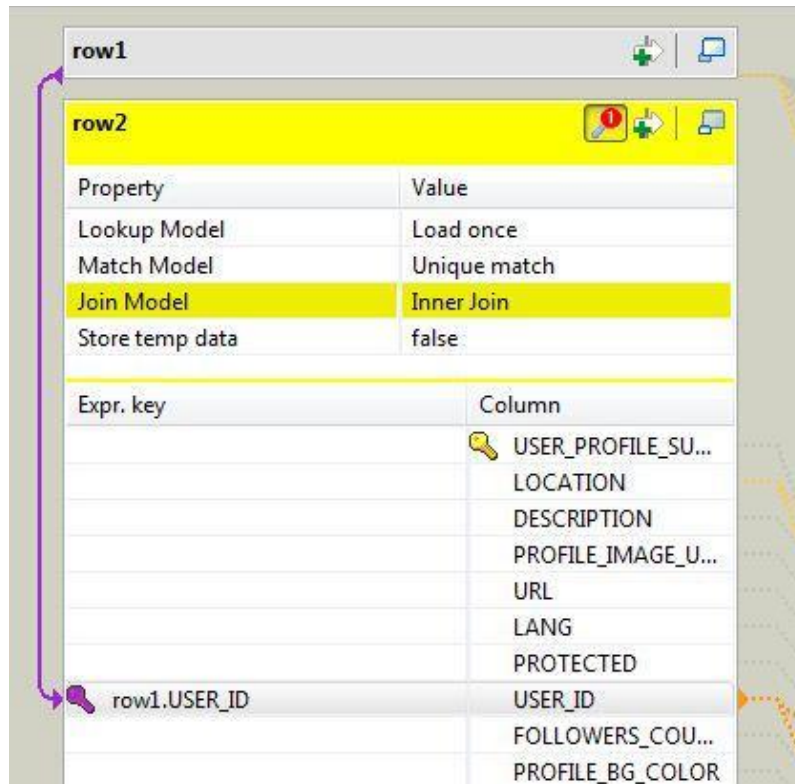 row1
row2
1
Property Value
Lookup Model Load once
Match Model Unique match
Join Model Inner Join
Store temp data false
Expr. key Column
USER_PROFILE_SU...
LOCATION
DESCRIPTION
PROFILE_IMAGE_U...
URL
LANG
PROTECTED
row1.USER_ID USER_ID
FOLLOWERS_COU...
PROFILE_BG_COLOR